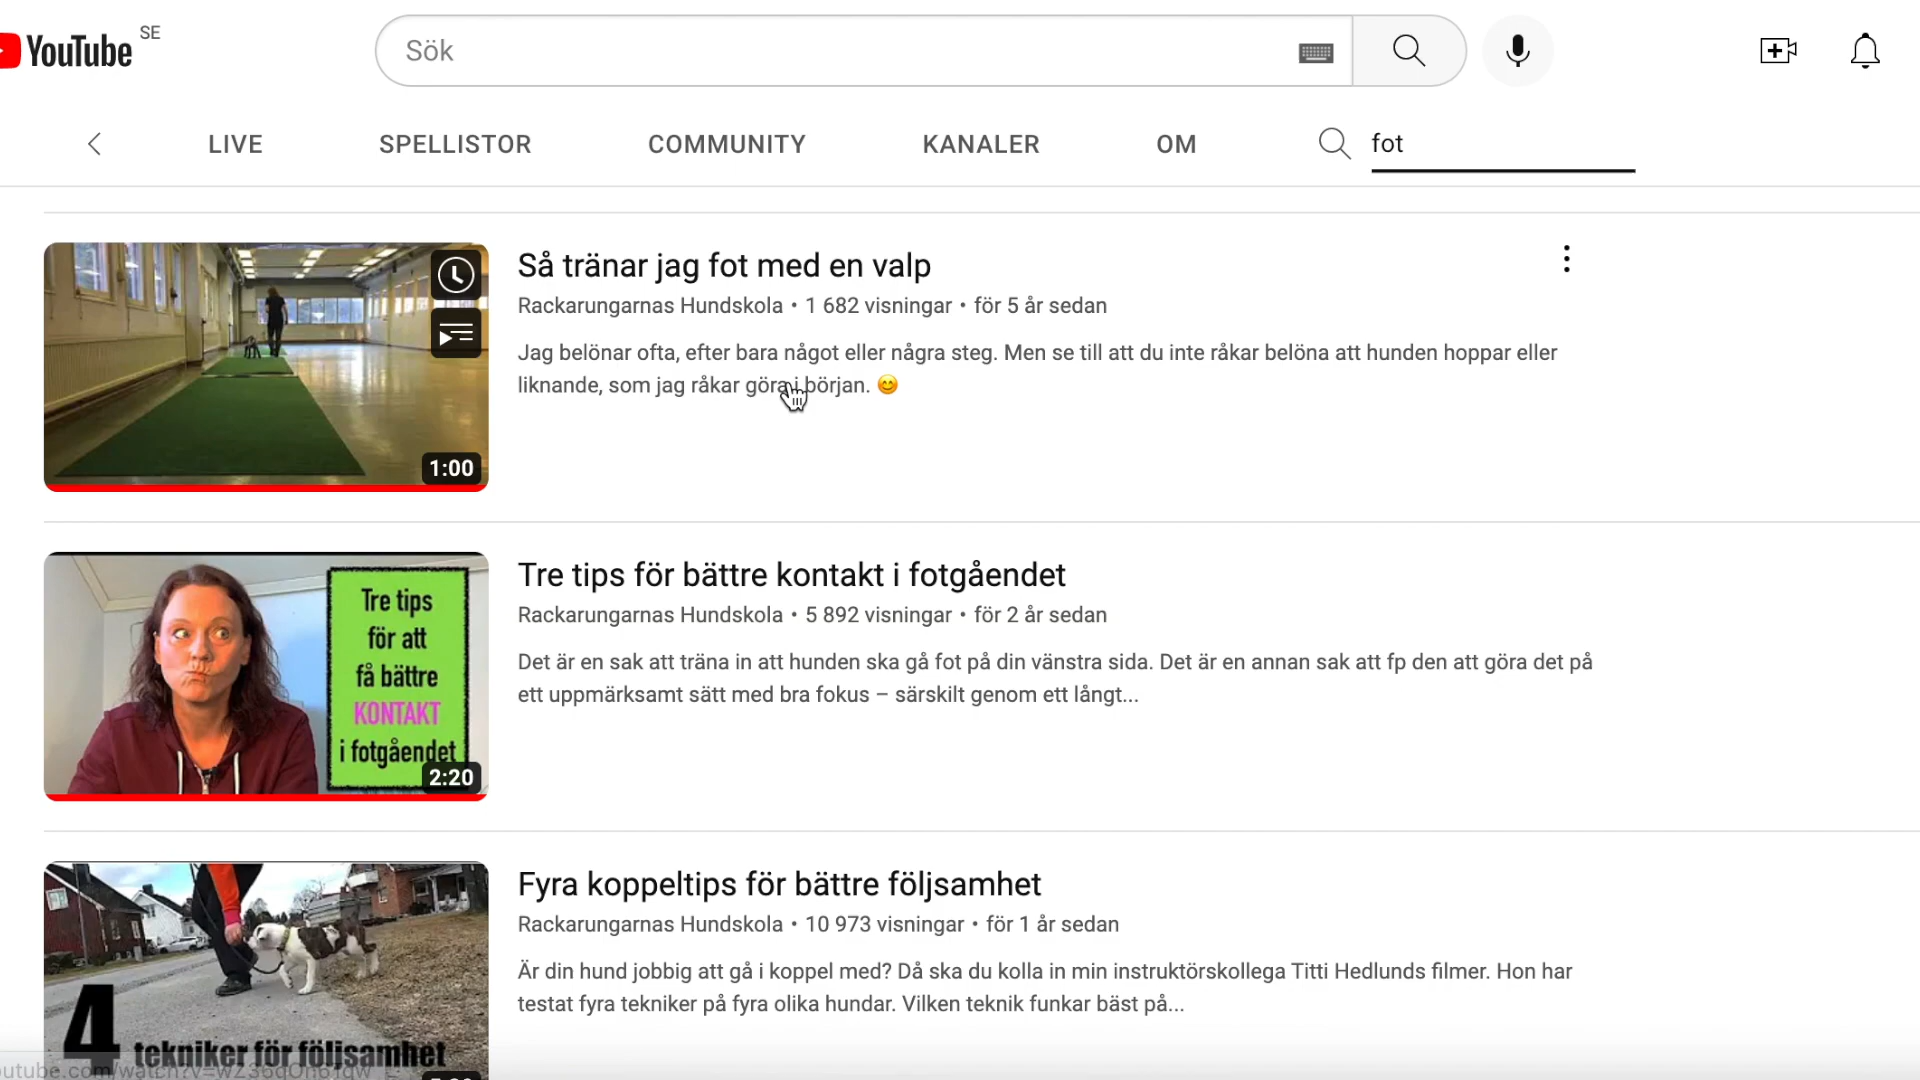 YouTube SE
Sök
LIVE SPELLISTOR COMMUNITY KANALER OM fot
Så tränar jag fot med en valp
Rackarungarnas Hundskola • 1 682 visningar • för 5 år sedan
Jag belönar ofta, efter bara något eller några steg. Men se till att du inte råkar belöna att hunden hoppar eller
liknande, som jag råkar göra i början. 😊
1:00
Tre tips för bättre kontakt i fotgåendet
Rackarungarnas Hundskola • 5 892 visningar • för 2 år sedan
Det är en sak att träna in att hunden ska gå fot på din vänstra sida. Det är en annan sak att fp den att göra det på
ett uppmärksamt sätt med bra fokus – särskilt genom ett långt...
Tre tips
för att
få bättre
KONTAKT
i fotgåendet
2:20
Fyra koppeltips för bättre följsamhet
Rackarungarnas Hundskola • 10 973 visningar • för 1 år sedan
Är din hund jobbig att gå i koppel med? Då ska du kolla in min instruktörskollega Titti Hedlunds filmer. Hon har
testat fyra tekniker på fyra olika hundar. Vilken teknik funkar bäst på...
4 tekniker för följsamhet